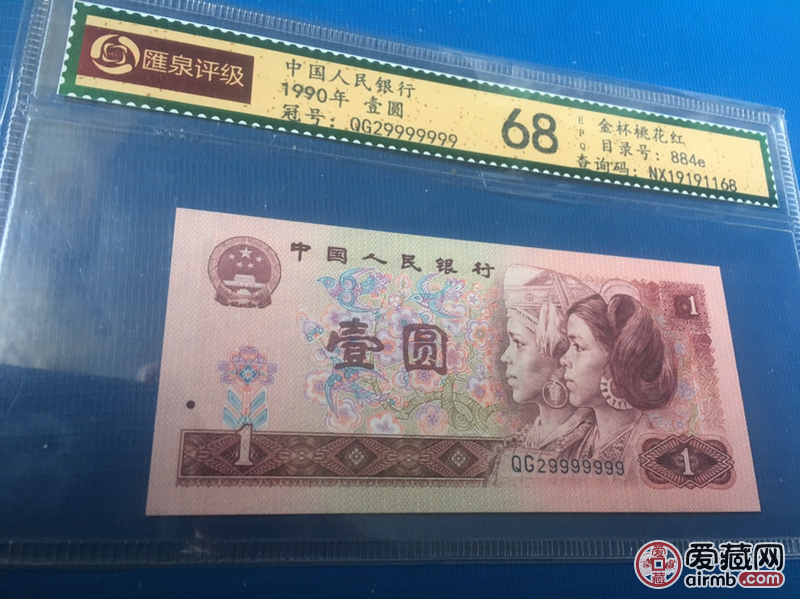 匯泉评级
中国人民银行
1990年 壹圆
冠号：QG29999999
68
EPQ
金杯桃花红
目录号：884e
查询码：NX19191168
中国人民银行
壹圆
1
1
QG29999999
1
爱藏网
airmb.com